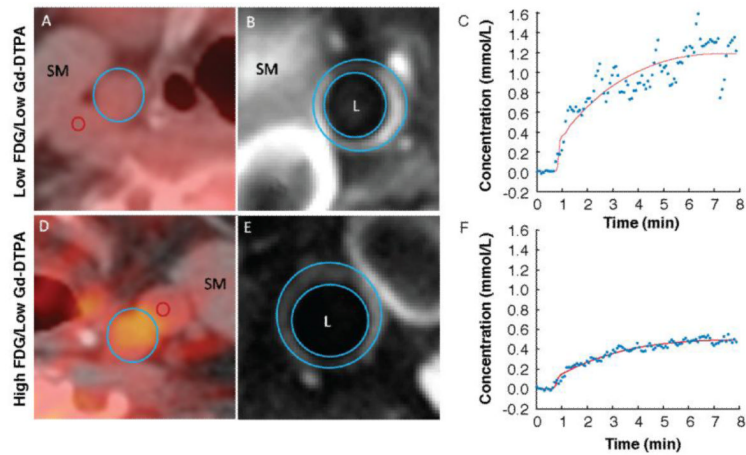 Low FDG/Low Gd-DTPA
A
SM
O
B
SM
L
C
Concentration (mmol/L)
1.6
1.4
1.2
1.0
0.8
0.6
0.4
0.2
0.0
-0.2
0 1 2 3 4 5 6 7 8
Time (min)
High FDG/Low Gd-DTPA
D
O
SM
E
L
F
Concentration (mmol/L)
1.6
1.4
1.2
1.0
0.8
0.6
0.4
0.2
0.0
-0.2
0 1 2 3 4 5 6 7 8
Time (min)